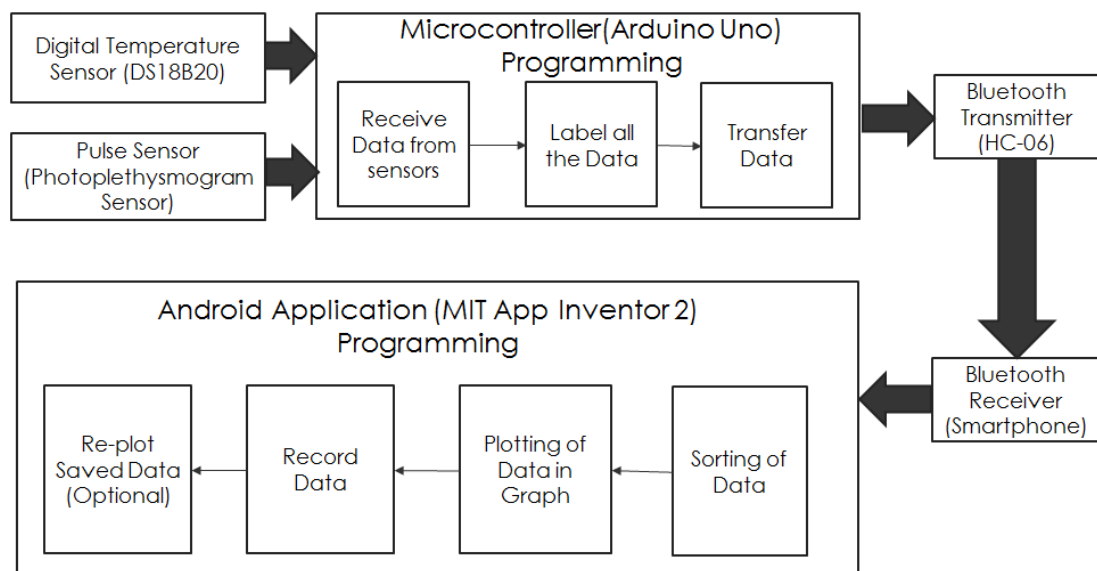 Digital Temperature
Sensor (DS18B20)
Pulse Sensor
(Photoplethysmogram
Sensor)
Microcontroller(Arduino Uno)
Programming
Receive
Data from
sensors
Label all
the Data
Transfer
Data
Bluetooth
Transmitter
(HC-06)
Bluetooth
Receiver
(Smartphone)
Android Application (MIT App Inventor 2)
Programming
Sorting of
Data
Plotting of
Data in
Graph
Record
Data
Re-plot
Saved Data
(Optional)